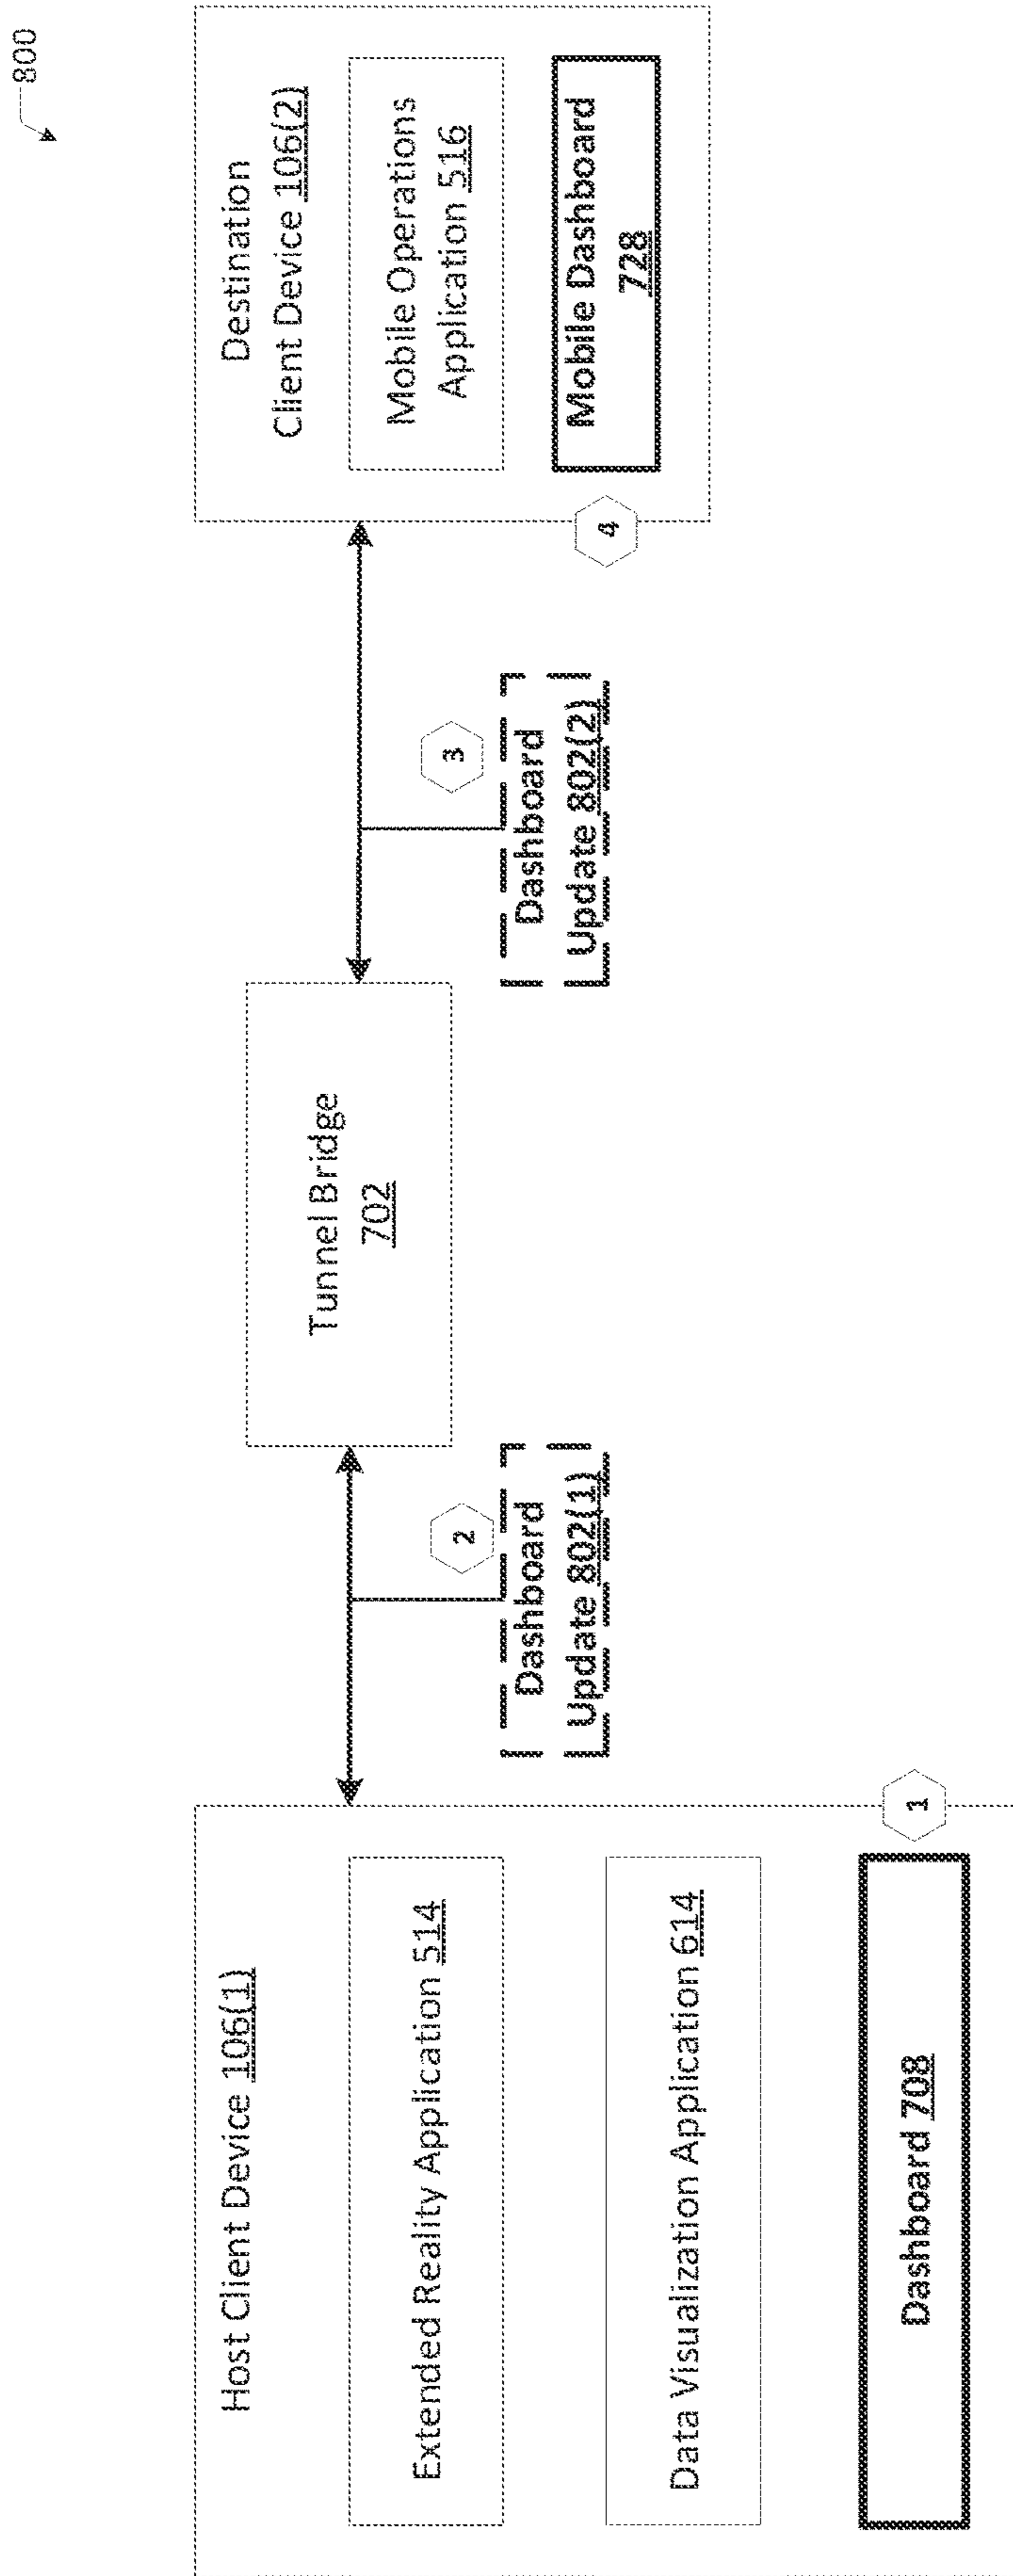 800
Host Client Device 106(1)
Extended Reality Application 514
Data Visualization Application 614
Dashboard 708
1
2
Dashboard
Update 802(1)
Tunnel Bridge
702
3
Dashboard
Update 802(2)
Destination
Client Device 106(2)
Mobile Operations
Application 516
Mobile Dashboard
728
4